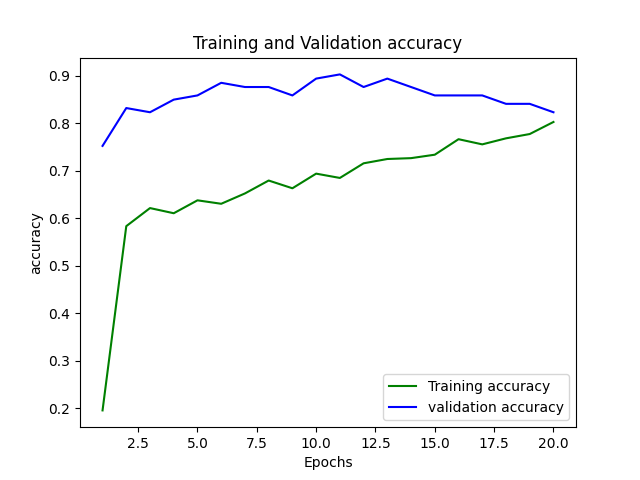 Training and Validation accuracy
accuracy
0.9
0.8
0.7
0.6
0.5
0.4
0.3
0.2
Training accuracy
validation accuracy
2.5 5.0 7.5 10.0 12.5 15.0 17.5 20.0
Epochs